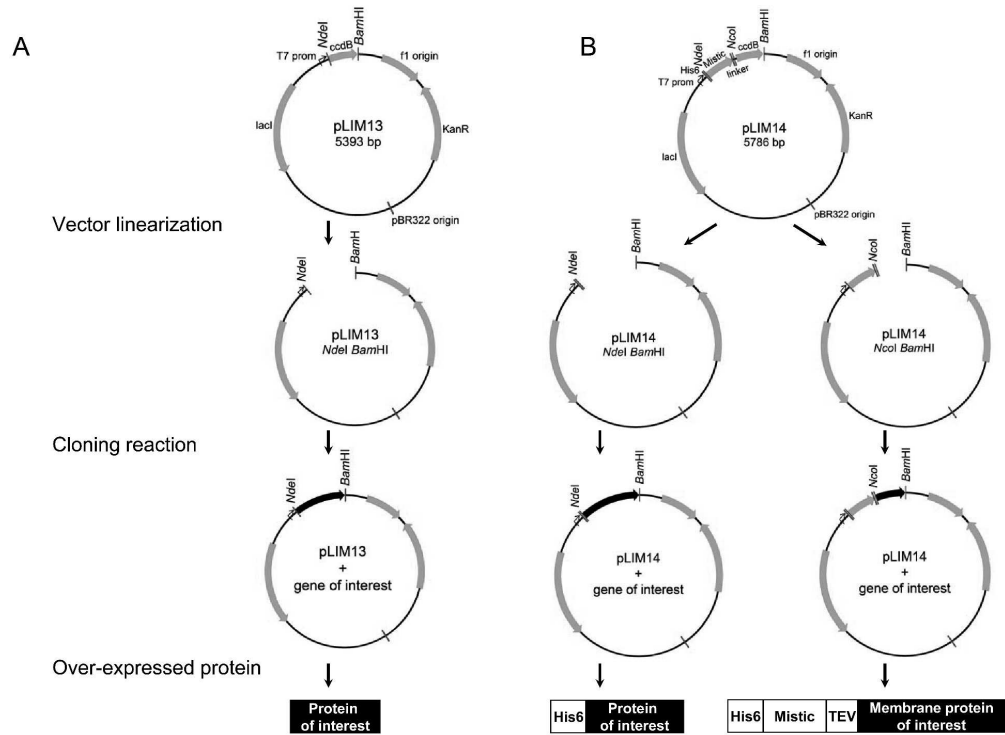 A
B
NdeI
BamHI
T7 prom
ccdB
f1 origin
lacI
pLIM13
5393 bp
KanR
pBR322 origin
NdeI
NcoI
BamHI
His6
Mistic
ccdB
T7 prom
linker
f1 origin
pLIM14
5786 bp
KanR
lacI
pBR322 origin
Vector linearization
NdeI
BamH
pLIM13
NdeI BamHI
NdeI
BamHI
pLIM14
NdeI BamHI
NcoI
BamHI
pLIM14
NcoI BamHI
Cloning reaction
NdeI
BamHI
pLIM13
+
gene of interest
NdeI
BamHI
pLIM14
+
gene of interest
NcoI
BamHI
pLIM14
+
gene of interest
Over-expressed protein
Protein
of interest
His6
Protein
of interest
His6
Mistic
TEV
Membrane protein
of interest